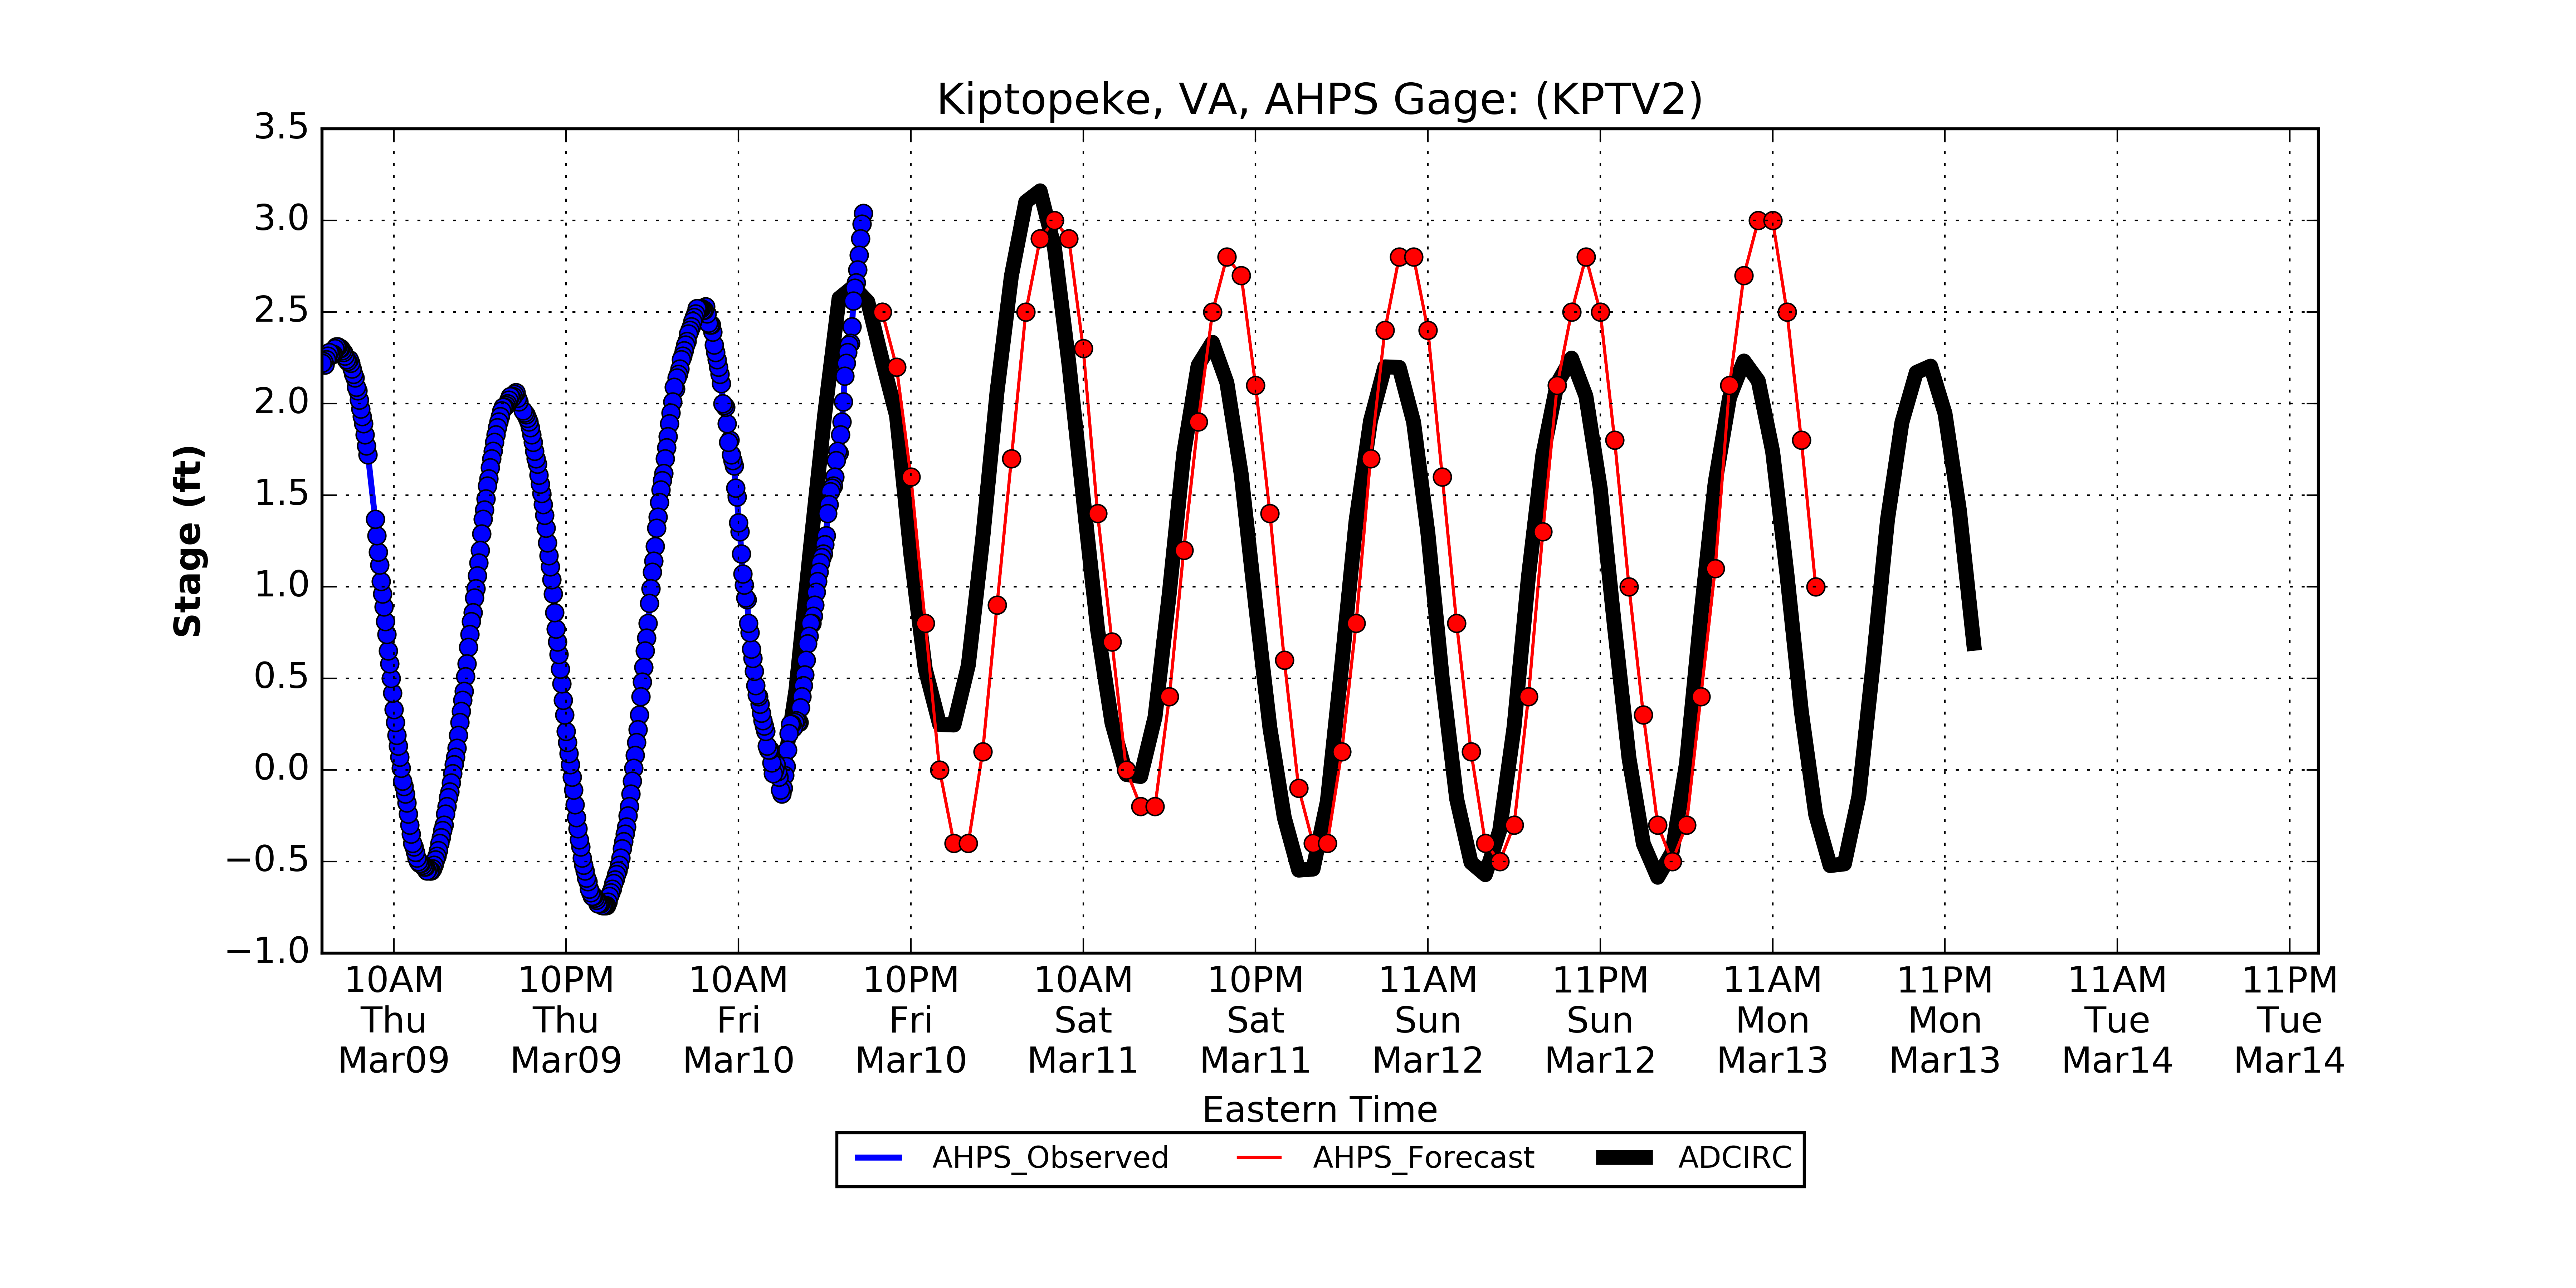 Kiptopeke, VA, AHPS Gage: (KPTV2)
3.5
3.0
2.5
2.0
1.5
1.0
0.5
0.0
−0.5
−1.0
Stage (ft)
10AM 10PM 10AM 10PM 10AM 10PM 11AM 11PM 11AM 11PM 11AM 11PM
Thu Thu Fri Fri Sat Sat Sun Sun Mon Mon Tue Tue
Mar09 Mar09 Mar10 Mar10 Mar11 Mar11 Mar12 Mar12 Mar13 Mar13 Mar14 Mar14
Eastern Time
AHPS_Observed AHPS_Forecast ADCIRC